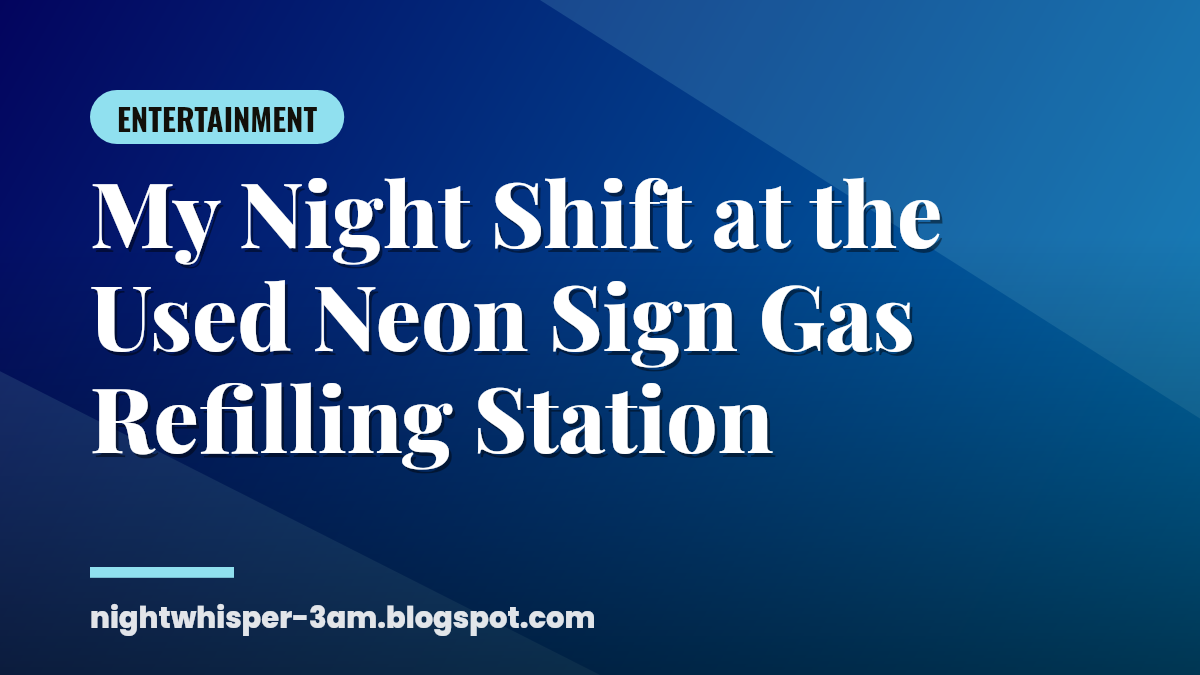 ENTERTAINMENT
My Night Shift at the
Used Neon Sign Gas
Refilling Station
nightwhisper-3am.blogspot.com